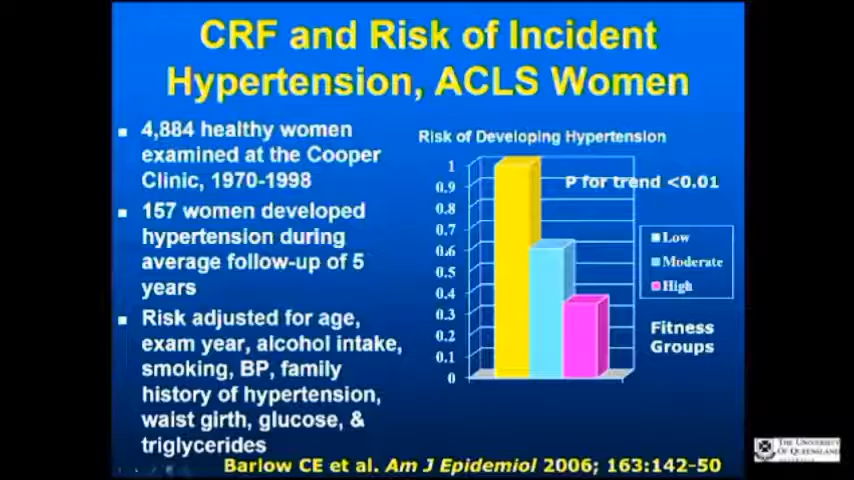 CRF and Risk of Incident
Hypertension, ACLS Women
4,884 healthy women
examined at the Cooper
Clinic, 1970-1998
157 women developed
hypertension during
average follow-up of 5
years
Risk adjusted for age,
exam year, alcohol intake,
smoking, BP, family
history of hypertension,
waist girth, glucose, &
triglycerides
Risk of Developing Hypertension
P for trend <0.01
1
0.9
0.8
0.7
0.6
0.5
0.4
0.3
0.2
0.1
0
Low
Moderate
High
Fitness
Groups
Barlow CE et al. Am J Epidemiol 2006; 163:142-50
THE UNIVERSITY
OF QUEENSLAND